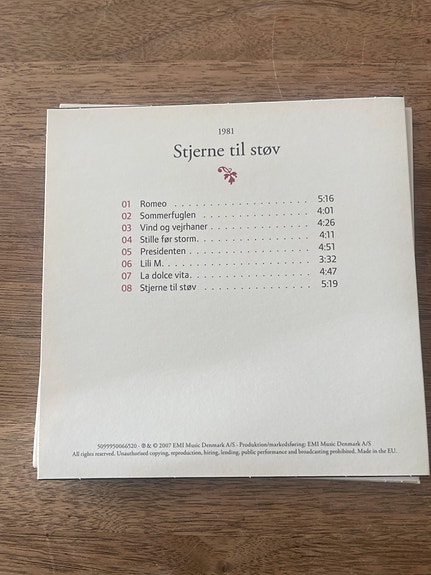 1981
Stjerne til støv
01 Romeo . . . . . . . . . . . . . . . . . . . 5:16
02 Sommerfuglen . . . . . . . . . . . . . . . 4:01
03 Vind og vejrhaner . . . . . . . . . . . . . . 4:26
04 Stille før storm. . . . . . . . . . . . . . . . 4:11
05 Presidenten . . . . . . . . . . . . . . . . . 4:51
06 Lili M. . . . . . . . . . . . . . . . . . . . 3:32
07 La dolce vita. . . . . . . . . . . . . . . . . 4:47
08 Stjerne til støv . . . . . . . . . . . . . . . 5:19
5099950066520 · ℗ & © 2007 EMI Music Denmark A/S · Produktion/markedsføring: EMI Music Denmark A/S
All rights reserved. Unauthorised copying, reproduction, hiring, lending, public performance and broadcasting prohibited. Made in the EU.